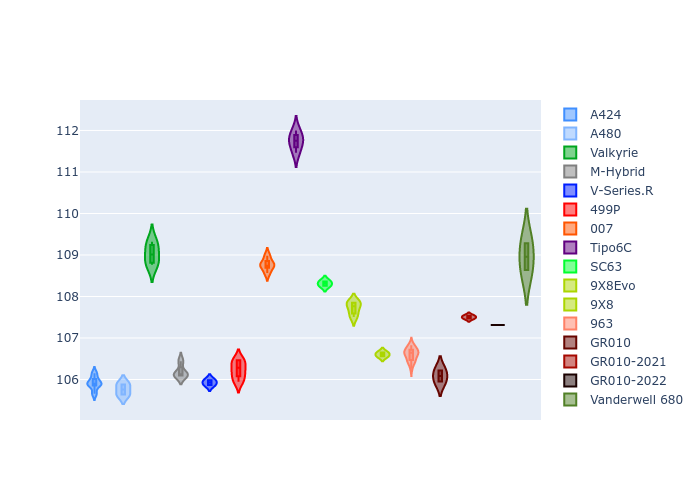 112
111
110
109
108
107
106
A424
A480
Valkyrie
M-Hybrid
V-Series.R
499P
007
Tipo6C
SC63
9X8Evo
9X8
963
GR010
GR010-2021
GR010-2022
Vanderwell 680